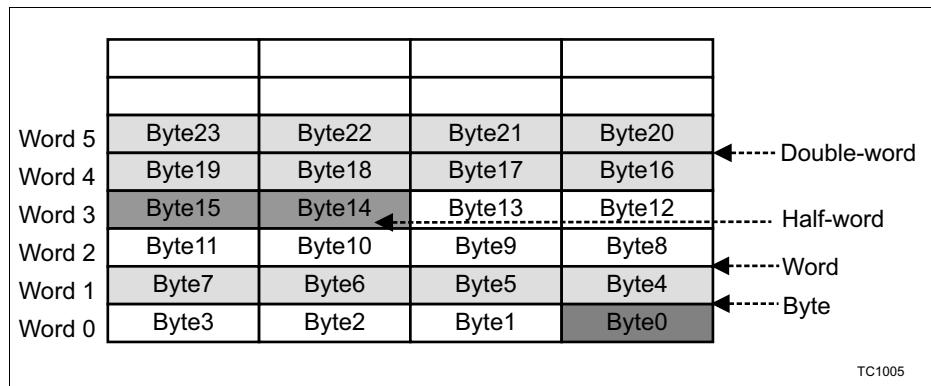 Word 5 Byte23 Byte22 Byte21 Byte20
Double-word
Word 4 Byte19 Byte18 Byte17 Byte16
Word 3 Byte15 Byte14 Byte13 Byte12
Half-word
Word 2 Byte11 Byte10 Byte9 Byte8
Word
Word 1 Byte7 Byte6 Byte5 Byte4
Byte
Word 0 Byte3 Byte2 Byte1 Byte0
TC1005